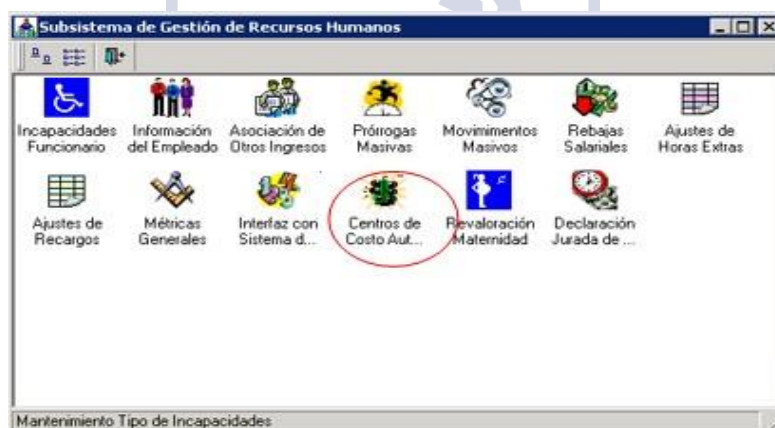 Subsistema de Gestión de Recursos Humanos
Incapacidades Funcionario
Información del Empleado
Asociación de Otros Ingresos
Prórrogas Masivas
Movimimentos Masivos
Rebajas Salariales
Ajustes de Horas Extras
Ajustes de Recargos
Métricas Generales
Interfaz con Sistema d...
Centros de Costo Aut...
Revaloración Maternidad
Declaración Jurada de ...
Mantenimiento Tipo de Incapacidades